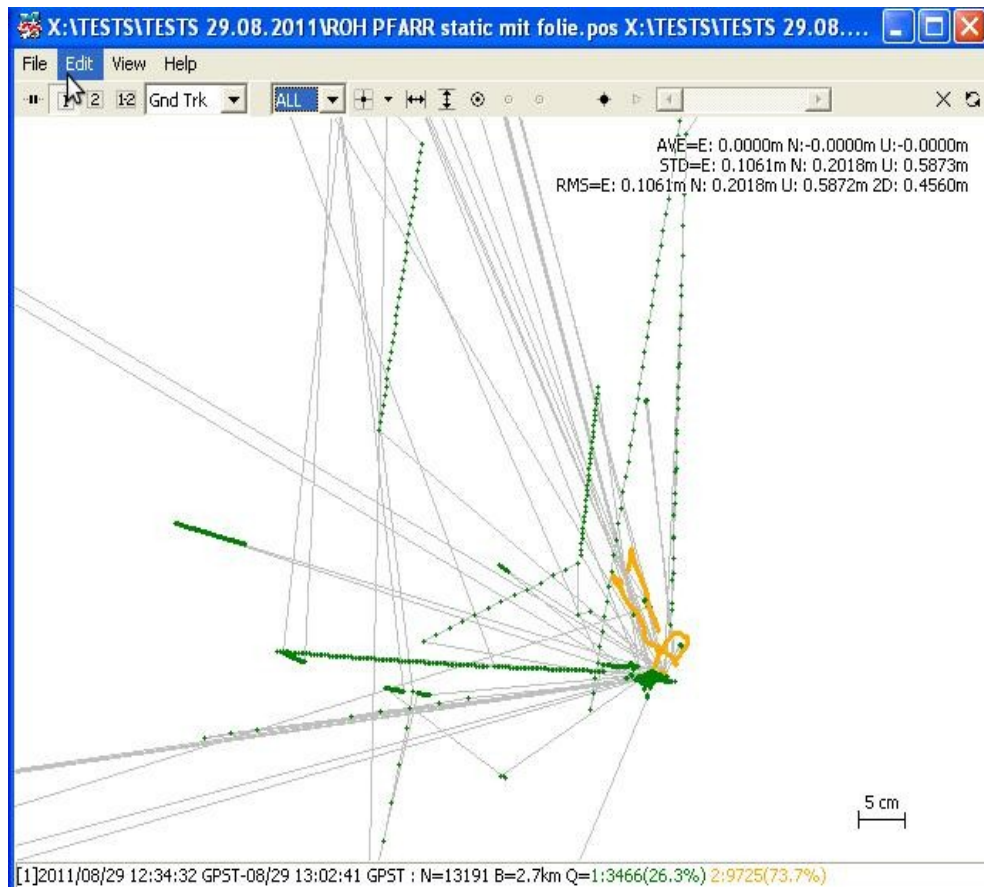 X:\TESTS\TESTS 29.08.2011\ROH PFARR static mit folie.pos X:\TESTS\TESTS 29.08....
File Edit View Help
1 2 1-2 Gnd Trk ALL
AVE=E: 0.0000m N:-0.0000m U:-0.0000m
STD=E: 0.1061m N: 0.2018m U: 0.5873m
RMS=E: 0.1061m N: 0.2018m U: 0.5872m 2D: 0.4560m
5 cm
[1]2011/08/29 12:34:32 GPST-08/29 13:02:41 GPST : N=13191 B=2.7km Q=1:3466(26.3%) 2:9725(73.7%)